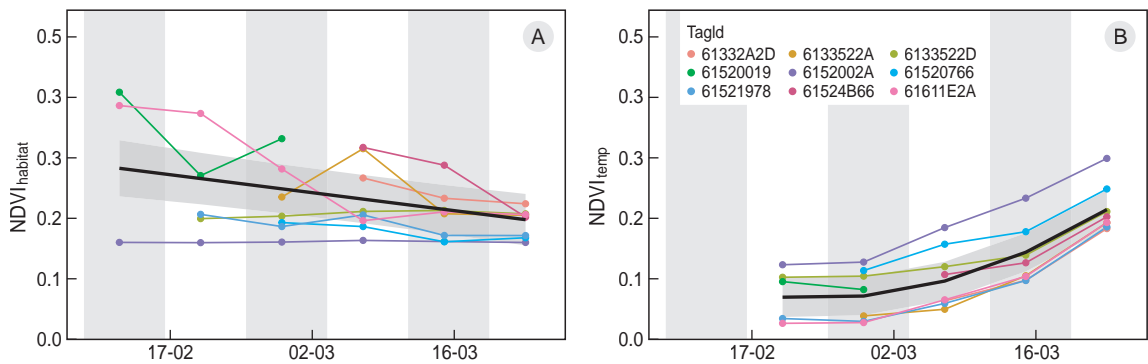 0.5
0.3
0.3
0.2
0.1
0.0
NDVIhabitat
17-02
02-03
16-03
A
0.5
0.3
0.3
0.2
0.1
0.0
NDVItemp
17-02
02-03
16-03
B
TagId
61332A2D 6133522A 6133522D
61520019 6152002A 61520766
61521978 61524B66 61611E2A